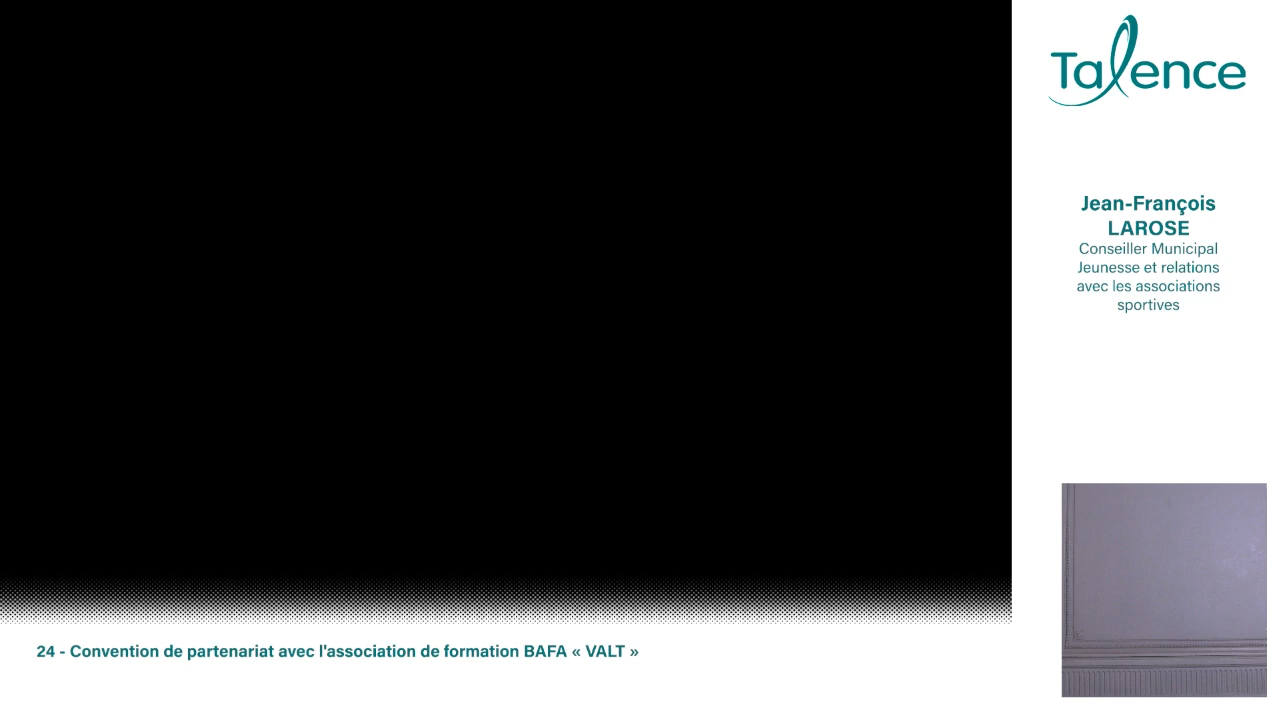 Talence
Jean-François
LAROSE
Conseiller Municipal
Jeunesse et relations
avec les associations
sportives
24 - Convention de partenariat avec l'association de formation BAFA « VALT »